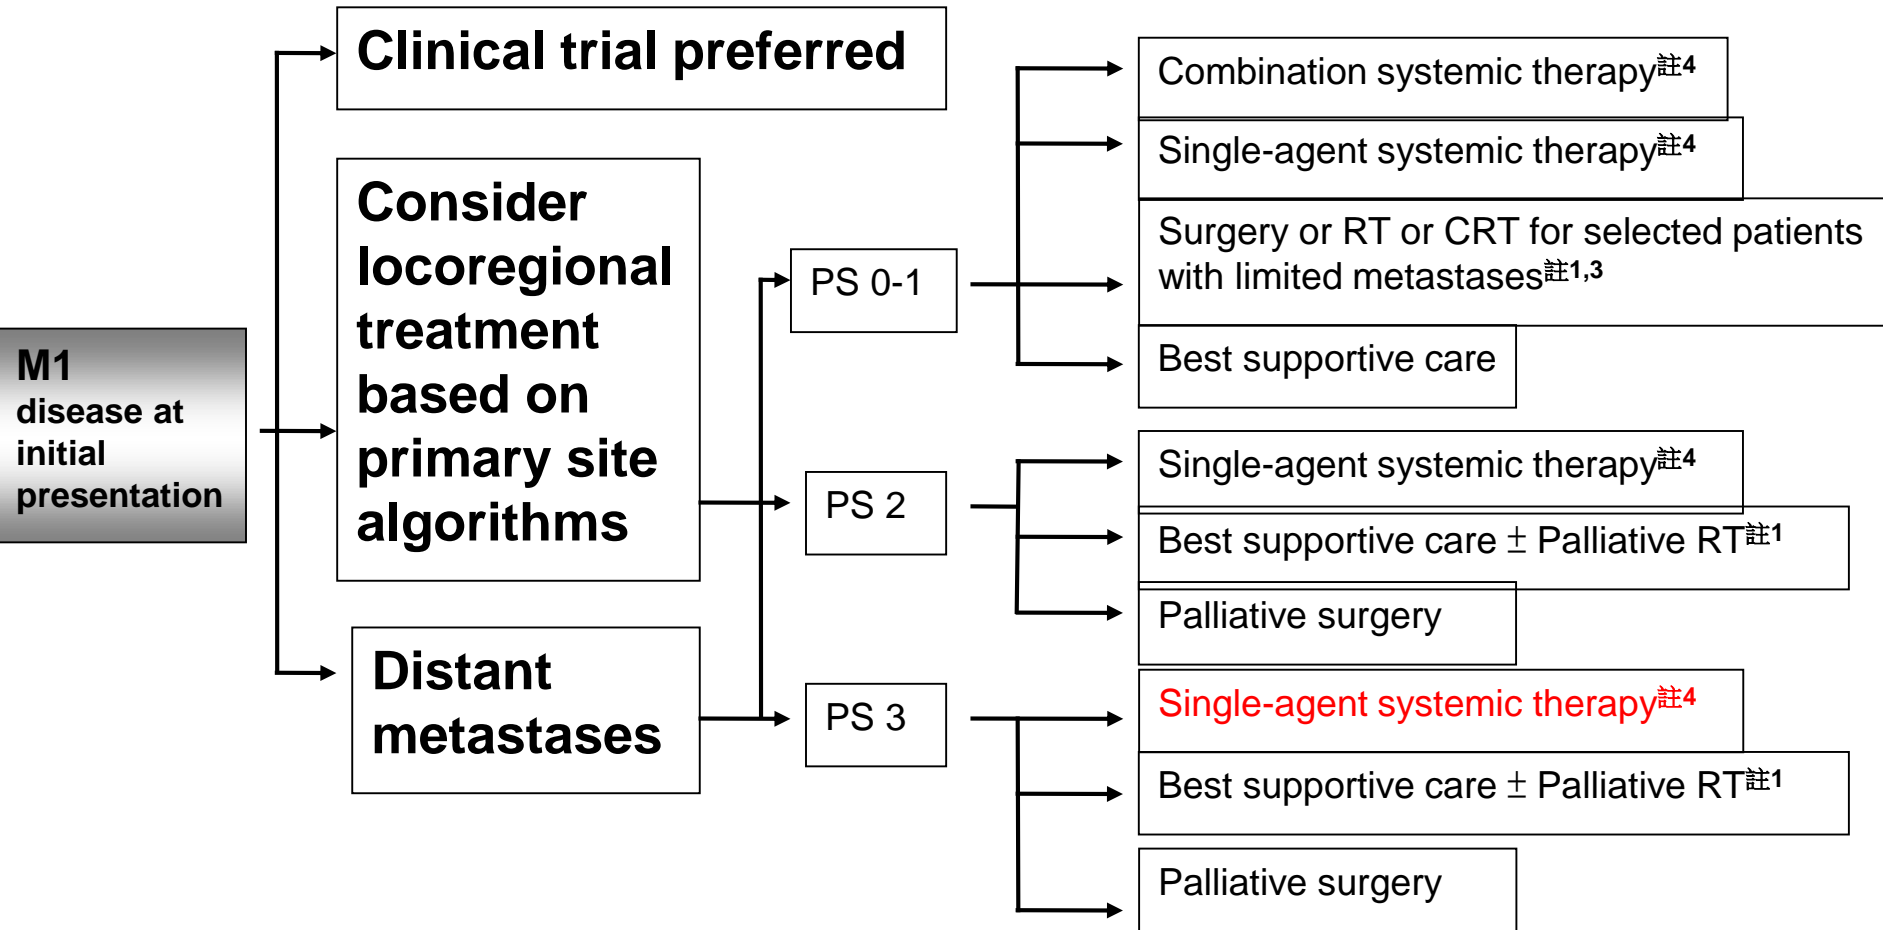 M1
disease at
initial
presentation
Clinical trial preferred
Consider
locoregional
treatment
based on
primary site
algorithms
Distant
metastases
PS 0-1
PS 2
PS 3
Combination systemic therapy註4
Single-agent systemic therapy註4
Surgery or RT or CRT for selected patients
with limited metastases註1,3
Best supportive care
Single-agent systemic therapy註4
Best supportive care ± Palliative RT註1
Palliative surgery
Single-agent systemic therapy註4
Best supportive care ± Palliative RT註1
Palliative surgery